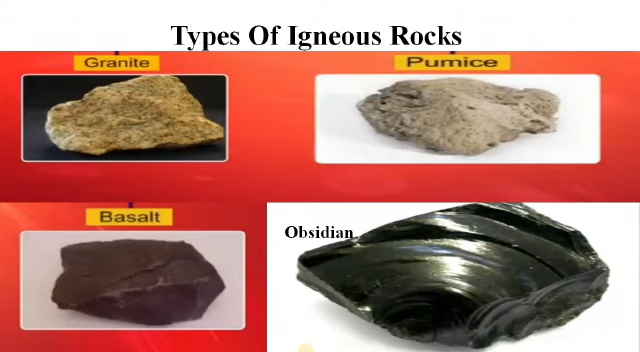 Types Of Igneous Rocks
Granite
Pumice
Basalt
Obsidian